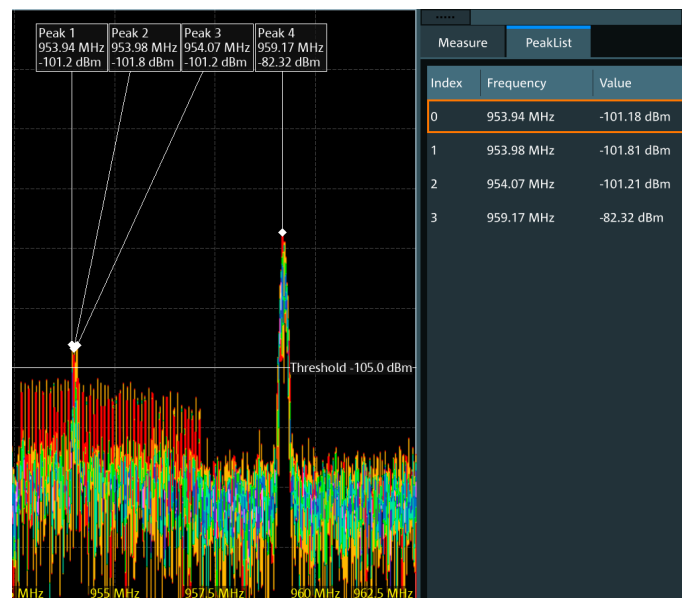 Peak 1
953.94 MHz
-101.2 dBm
Peak 2
953.98 MHz
-101.8 dBm
Peak 3
954.07 MHz
-101.2 dBm
Peak 4
959.17 MHz
-82.32 dBm
Threshold -105.0 dBm
MHz
955 MHz
957.5 MHz
960 MHz
962.5 MHz
Measure
PeakList
Index Frequency Value
0 953.94 MHz -101.18 dBm
1 953.98 MHz -101.81 dBm
2 954.07 MHz -101.21 dBm
3 959.17 MHz -82.32 dBm